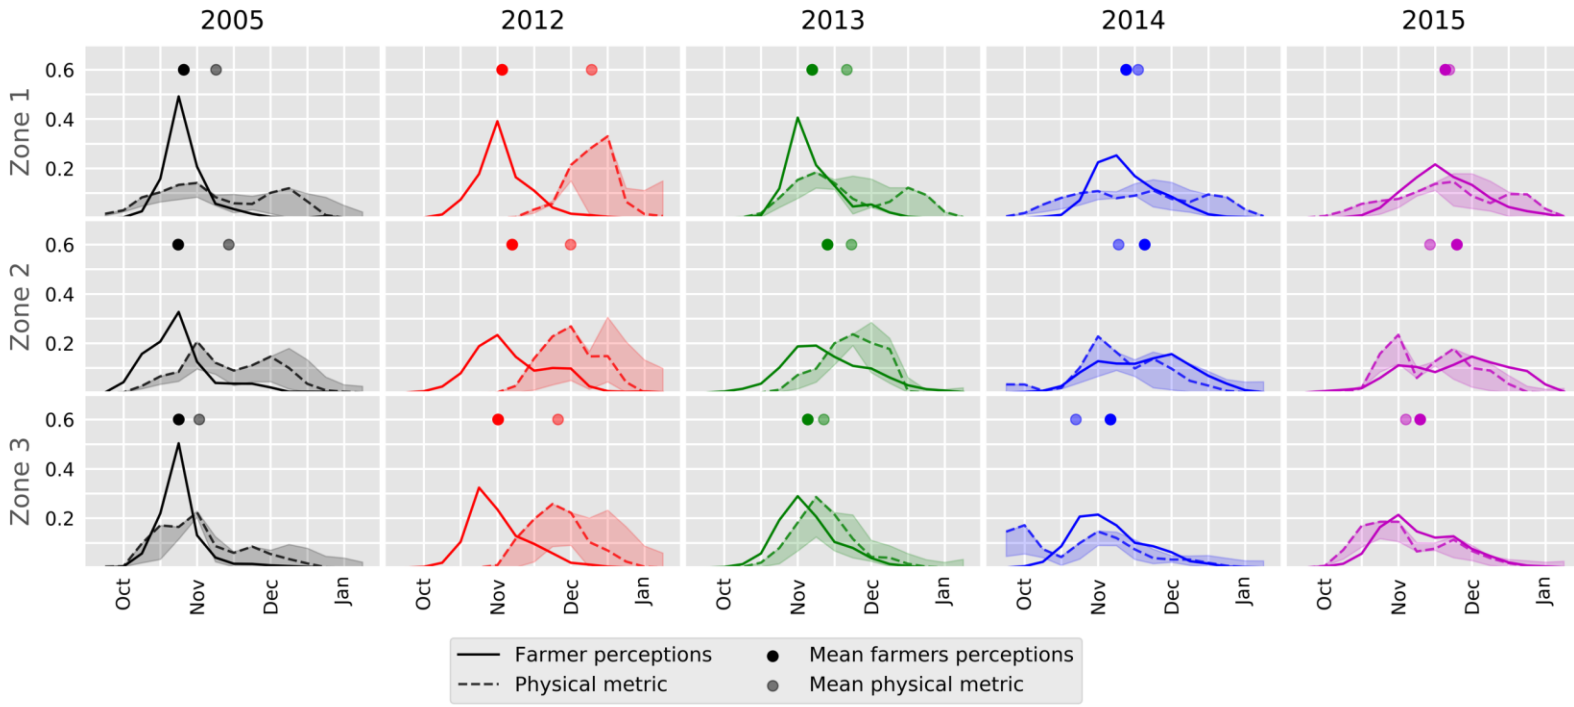 2005 2012 2013 2014 2015
Zone 1
0.6
0.4
0.2
Zone 2
0.6
0.4
0.2
Zone 3
0.6
0.4
0.2
Oct Nov Dec Jan Oct Nov Dec Jan Oct Nov Dec Jan Oct Nov Dec Jan Oct Nov Dec Jan
Farmer perceptions Mean farmers perceptions
Physical metric Mean physical metric